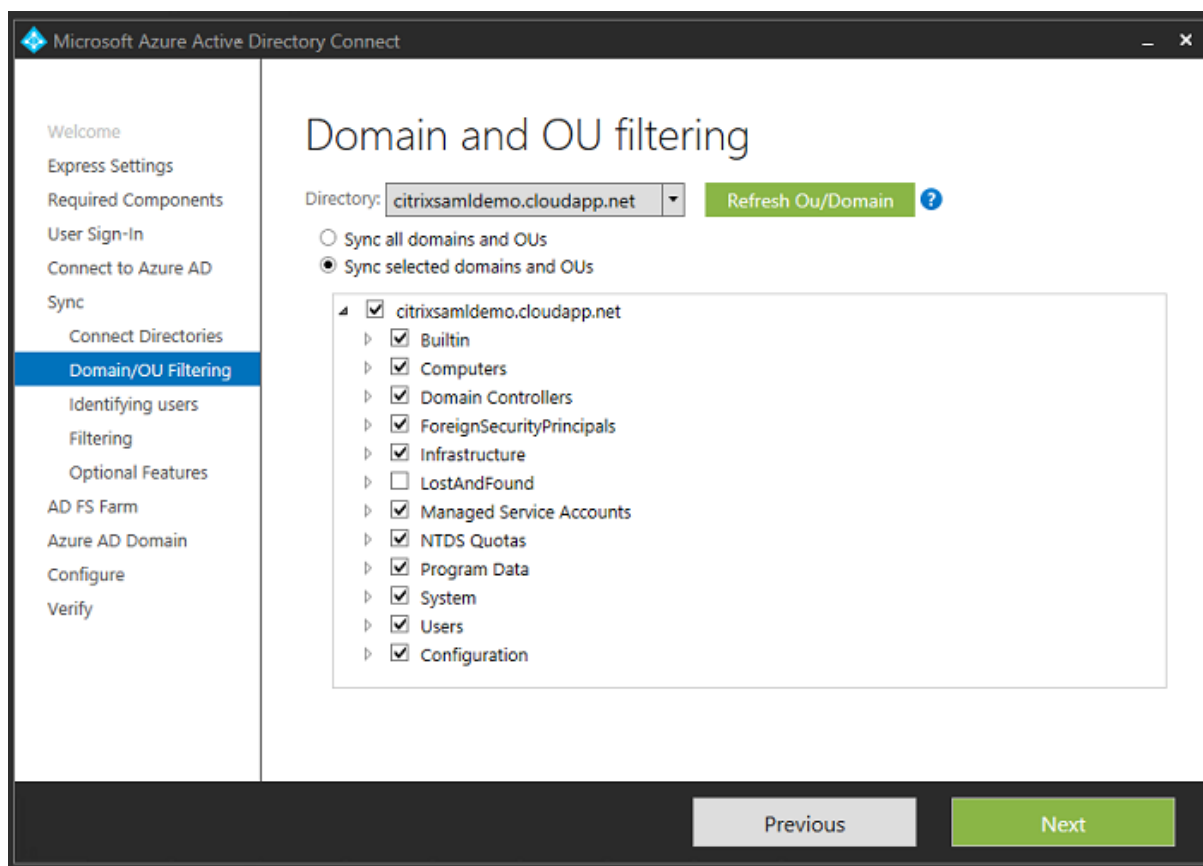 Microsoft Azure Active Directory Connect
Welcome
Express Settings
Required Components
User Sign-In
Connect to Azure AD
Sync
Connect Directories
Domain/OU Filtering
Identifying users
Filtering
Optional Features
AD FS Farm
Azure AD Domain
Configure
Verify
Domain and OU filtering
Directory: citrixsamldemo.cloudapp.net Refresh Ou/Domain ?
Sync all domains and OUs
Sync selected domains and OUs
citrixsamldemo.cloudapp.net
Builtin
Computers
Domain Controllers
ForeignSecurityPrincipals
Infrastructure
LostAndFound
Managed Service Accounts
NTDS Quotas
Program Data
System
Users
Configuration
Previous Next